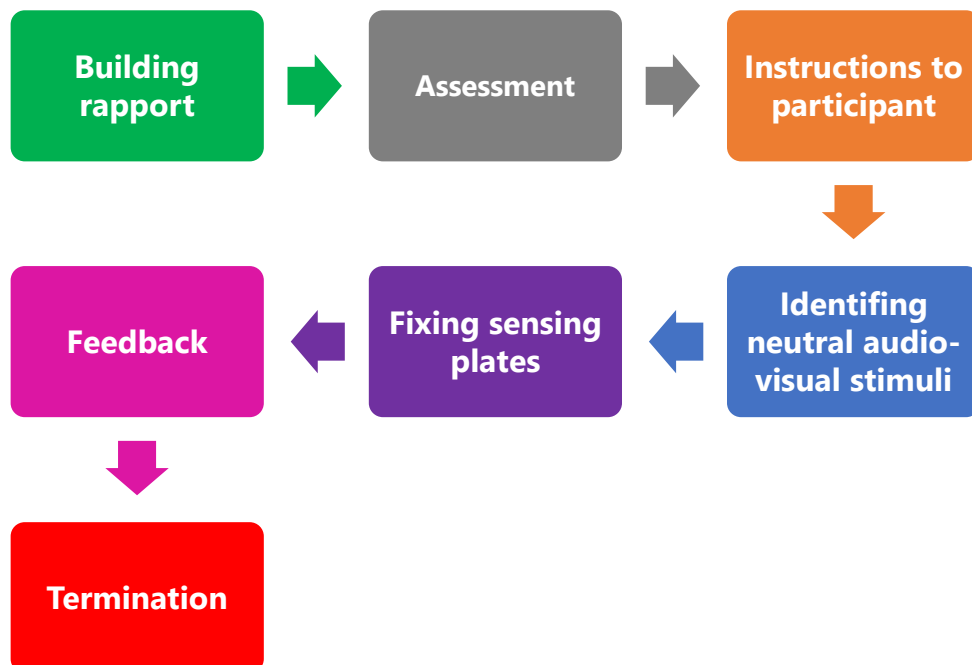 Building
rapport
Assessment
Instructions to
participant
Identifing
neutral audio-
visual stimuli
Fixing sensing
plates
Feedback
Termination